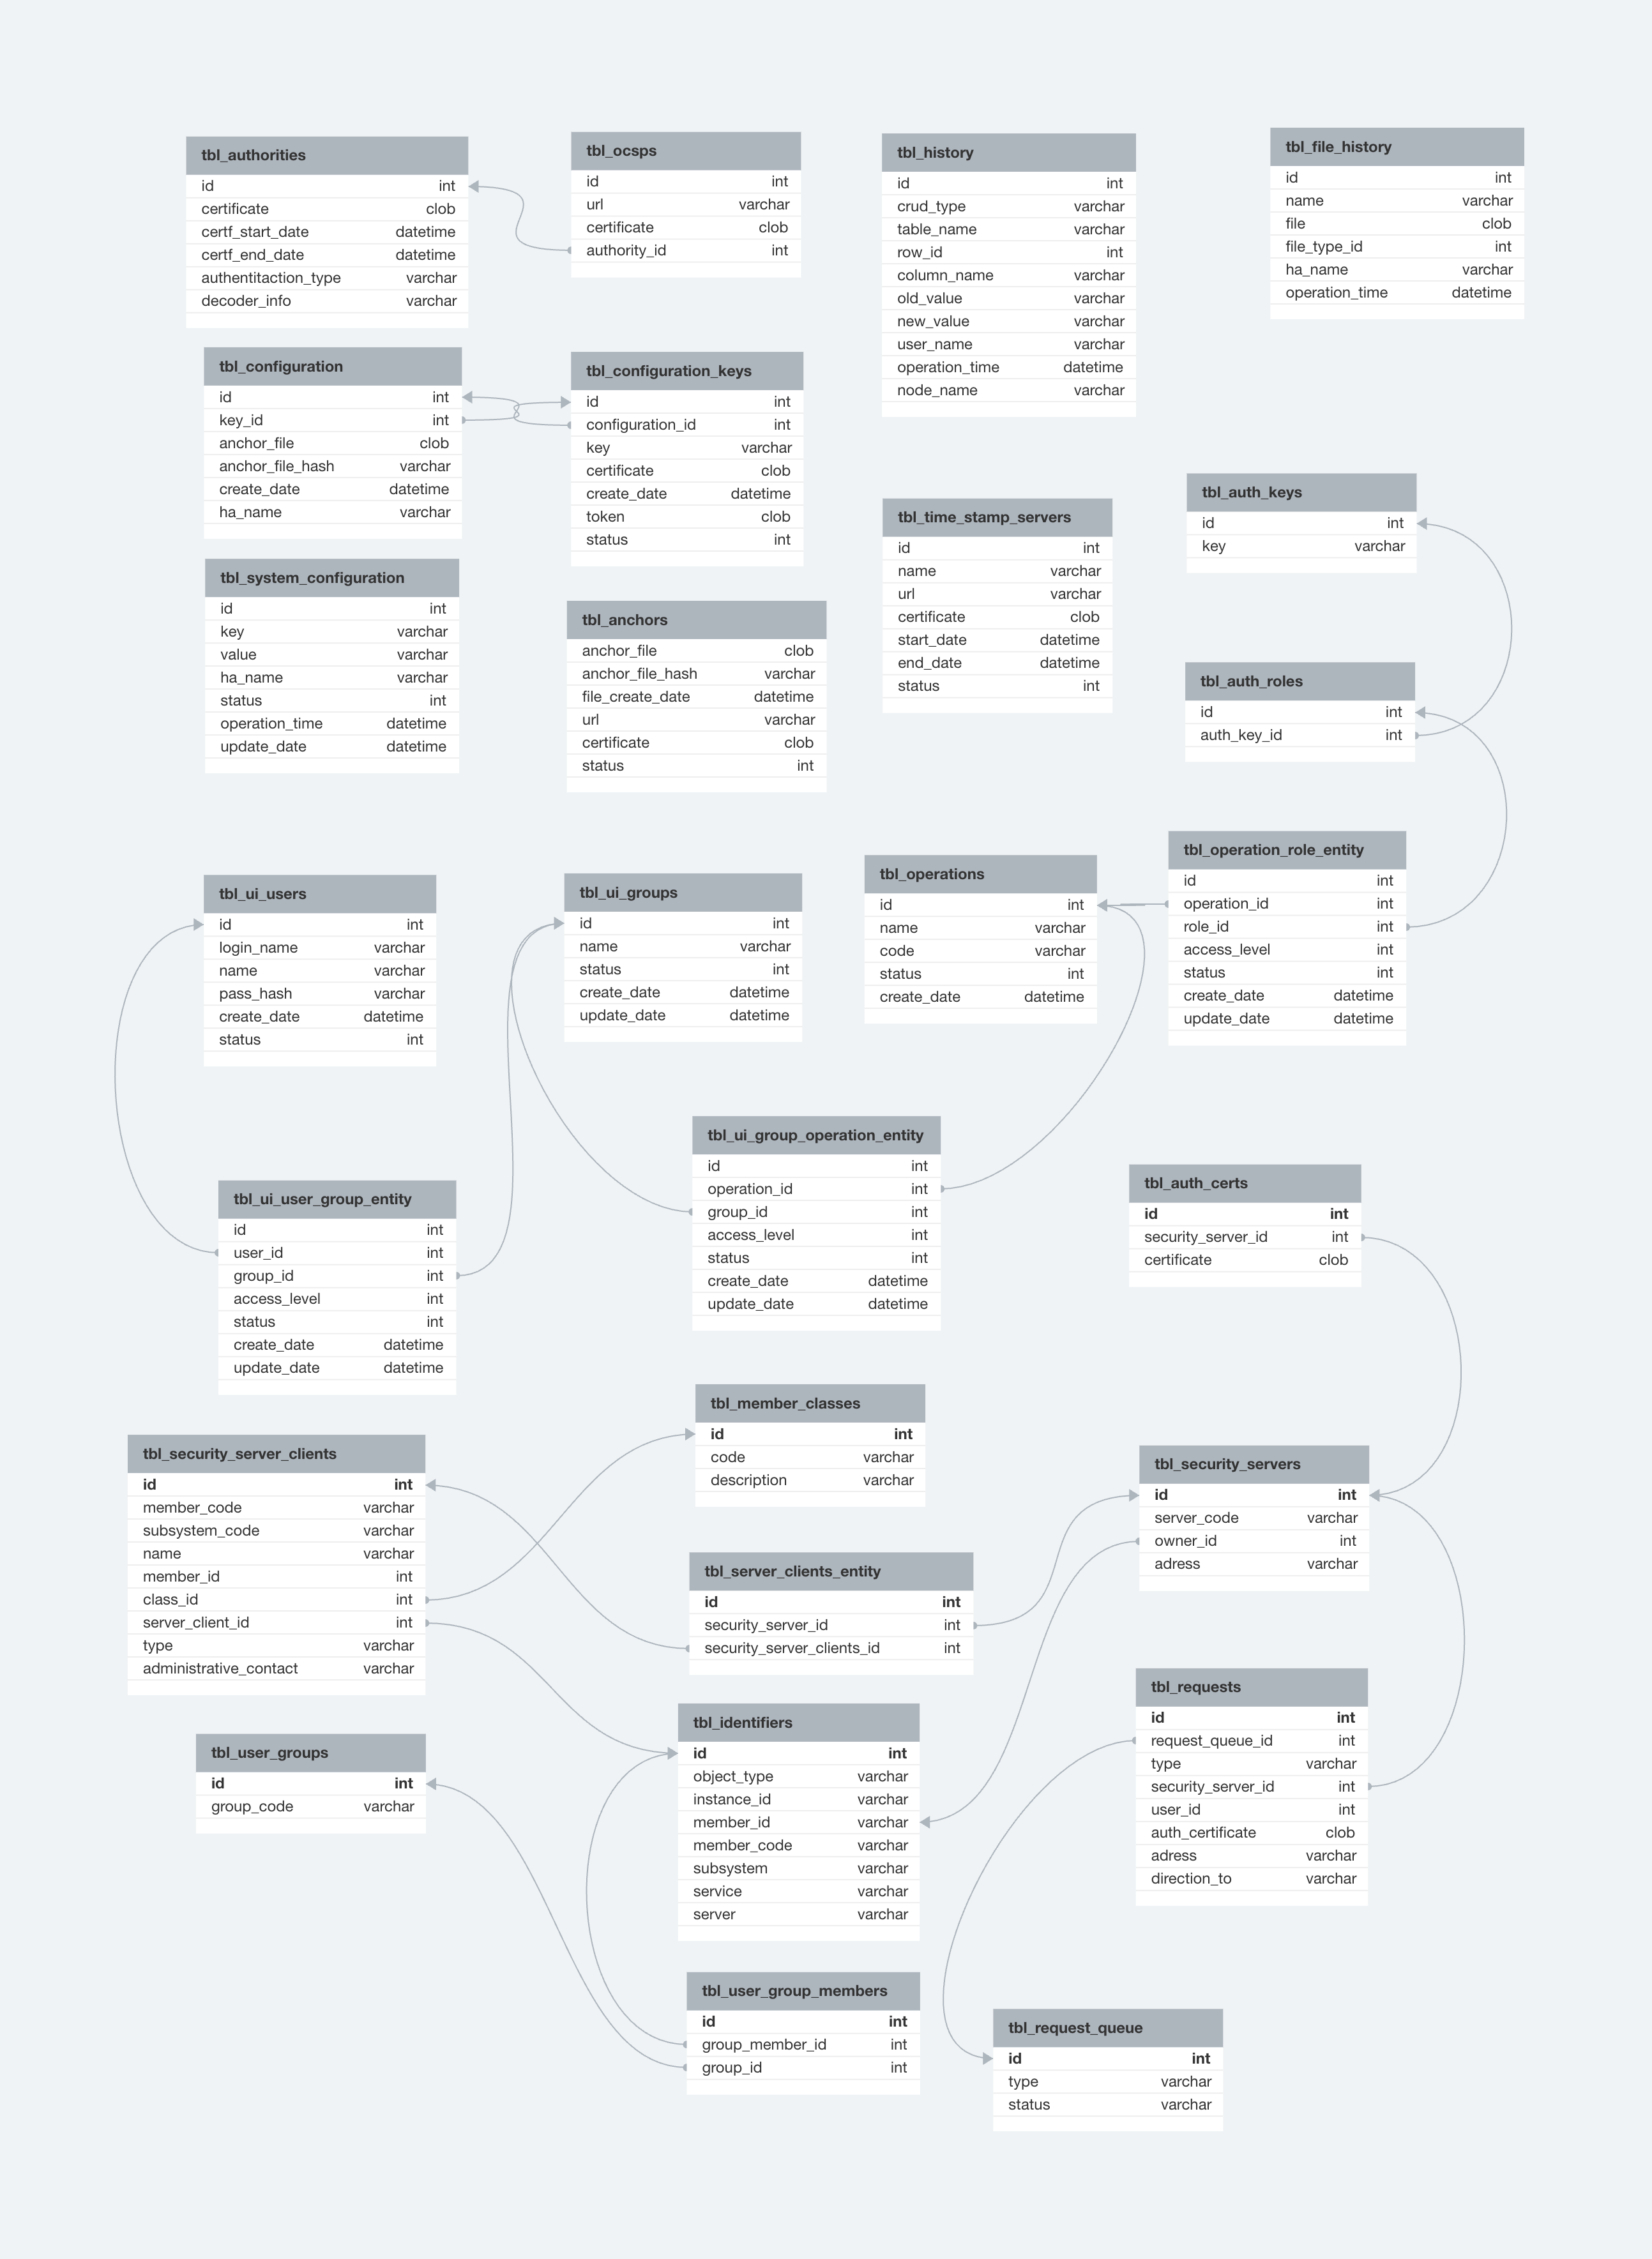 tbl_authorities
id int
certificate clob
certf_start_date datetime
certf_end_date datetime
authentitaction_type varchar
decoder_info varchar
tbl_ocsps
id int
url varchar
certificate clob
authority_id int
tbl_history
id int
crud_type varchar
table_name varchar
row_id int
column_name varchar
old_value varchar
new_value varchar
user_name varchar
operation_time datetime
node_name varchar
tbl_file_history
id int
name varchar
file clob
file_type_id int
ha_name varchar
operation_time datetime
tbl_configuration
id int
key_id int
anchor_file clob
anchor_file_hash varchar
create_date datetime
ha_name varchar
tbl_configuration_keys
id int
configuration_id int
key varchar
certificate clob
create_date datetime
token clob
status int
tbl_system_configuration
id int
key varchar
value varchar
ha_name varchar
status int
operation_time datetime
update_date datetime
tbl_anchors
anchor_file clob
anchor_file_hash varchar
file_create_date datetime
url varchar
certificate clob
status int
tbl_time_stamp_servers
id int
name varchar
url varchar
certificate clob
start_date datetime
end_date datetime
status int
tbl_auth_keys
id int
key varchar
tbl_auth_roles
id int
auth_key_id int
tbl_ui_users
id int
login_name varchar
name varchar
pass_hash varchar
create_date datetime
status int
tbl_ui_groups
id int
name varchar
status int
create_date datetime
update_date datetime
tbl_operations
id int
name varchar
code varchar
status int
create_date datetime
tbl_operation_role_entity
id int
operation_id int
role_id int
access_level int
status int
create_date datetime
update_date datetime
tbl_ui_user_group_entity
id int
user_id int
group_id int
access_level int
status int
create_date datetime
update_date datetime
tbl_ui_group_operation_entity
id int
operation_id int
group_id int
access_level int
status int
create_date datetime
update_date datetime
tbl_auth_certs
id int
security_server_id int
certificate clob
tbl_security_server_clients
id int
member_code varchar
subsystem_code varchar
name varchar
member_id int
class_id int
server_client_id int
type varchar
administrative_contact varchar
tbl_member_classes
id int
code varchar
description varchar
tbl_security_servers
id int
server_code varchar
owner_id int
adress varchar
tbl_server_clients_entity
id int
security_server_id int
security_server_clients_id int
tbl_user_groups
id int
group_code varchar
tbl_identifiers
id int
object_type varchar
instance_id varchar
member_id varchar
member_code varchar
subsystem varchar
service varchar
server varchar
tbl_requests
id int
request_queue_id int
type varchar
security_server_id int
user_id int
auth_certificate clob
adress varchar
direction_to varchar
tbl_user_group_members
id int
group_member_id int
group_id int
tbl_request_queue
id int
type varchar
status varchar